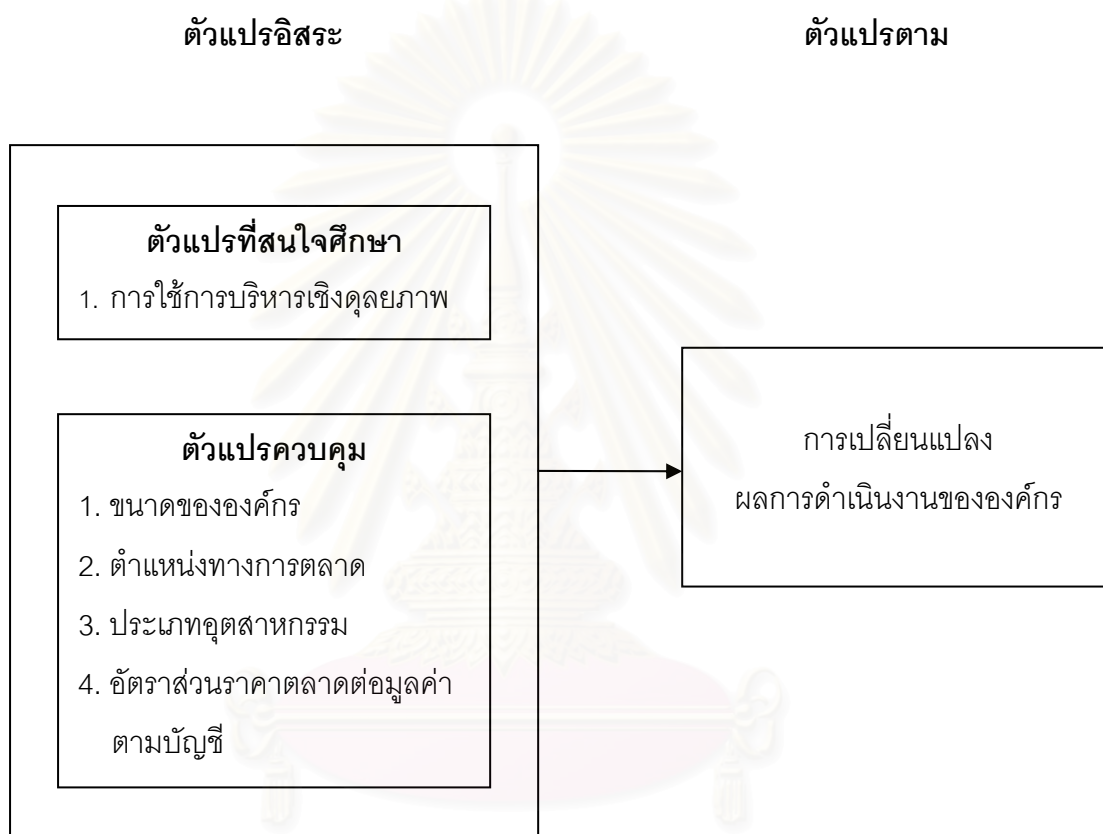 ตัวแปรอิสระ
ตัวแปรตาม
ตัวแปรที่สนใจศึกษา
1. การใช้การบริหารเชิงดุลยภาพ
ตัวแปรควบคุม
1. ขนาดขององค์กร
2. ตำแหน่งทางการตลาด
3. ประเภทอุตสาหกรรม
4. อัตราส่วนราคาตลาดต่อมูลค่า
ตามบัญชี
การเปลี่ยนแปลง
ผลการดำเนินงานขององค์กร